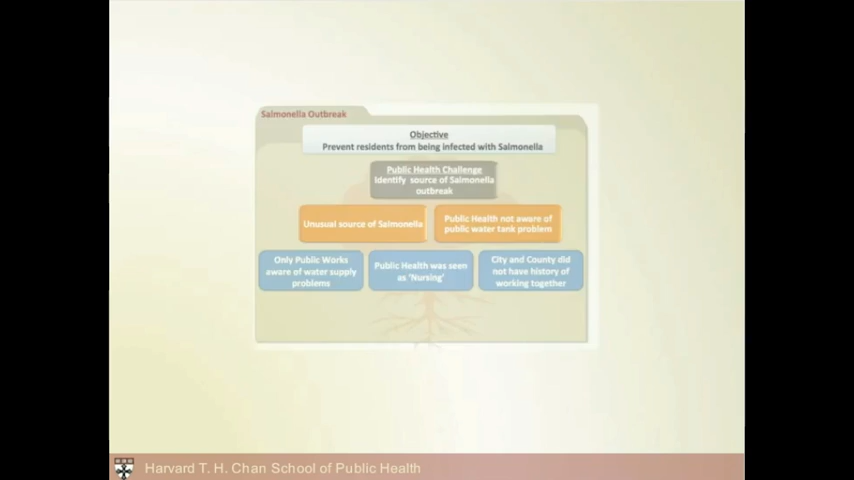 Salmonella Outbreak
Objective
Prevent residents from being infected with Salmonella
Public Health Challenge
Identify source of Salmonella
outbreak
Unusual source of Salmonella
Public Health not aware of
public water tank problem
Only Public Works
aware of water supply
problems
Public Health was seen
as ‘Nursing’
City and County did
not have history of
working together
Harvard T. H. Chan School of Public Health